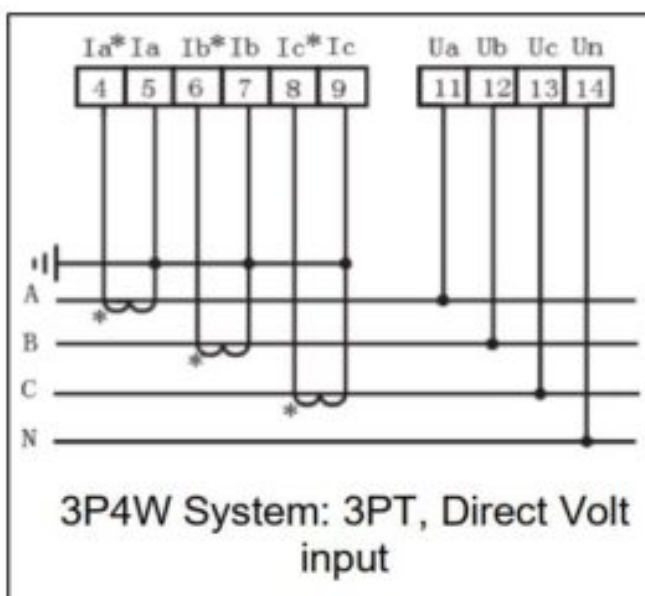 Ia* Ia Ib* Ib Ic* Ic Ua Ub Uc Un
4 5 6 7 8 9 11 12 13 14
A
*
B
*
C
*
N
3P4W System: 3PT, Direct Volt
input